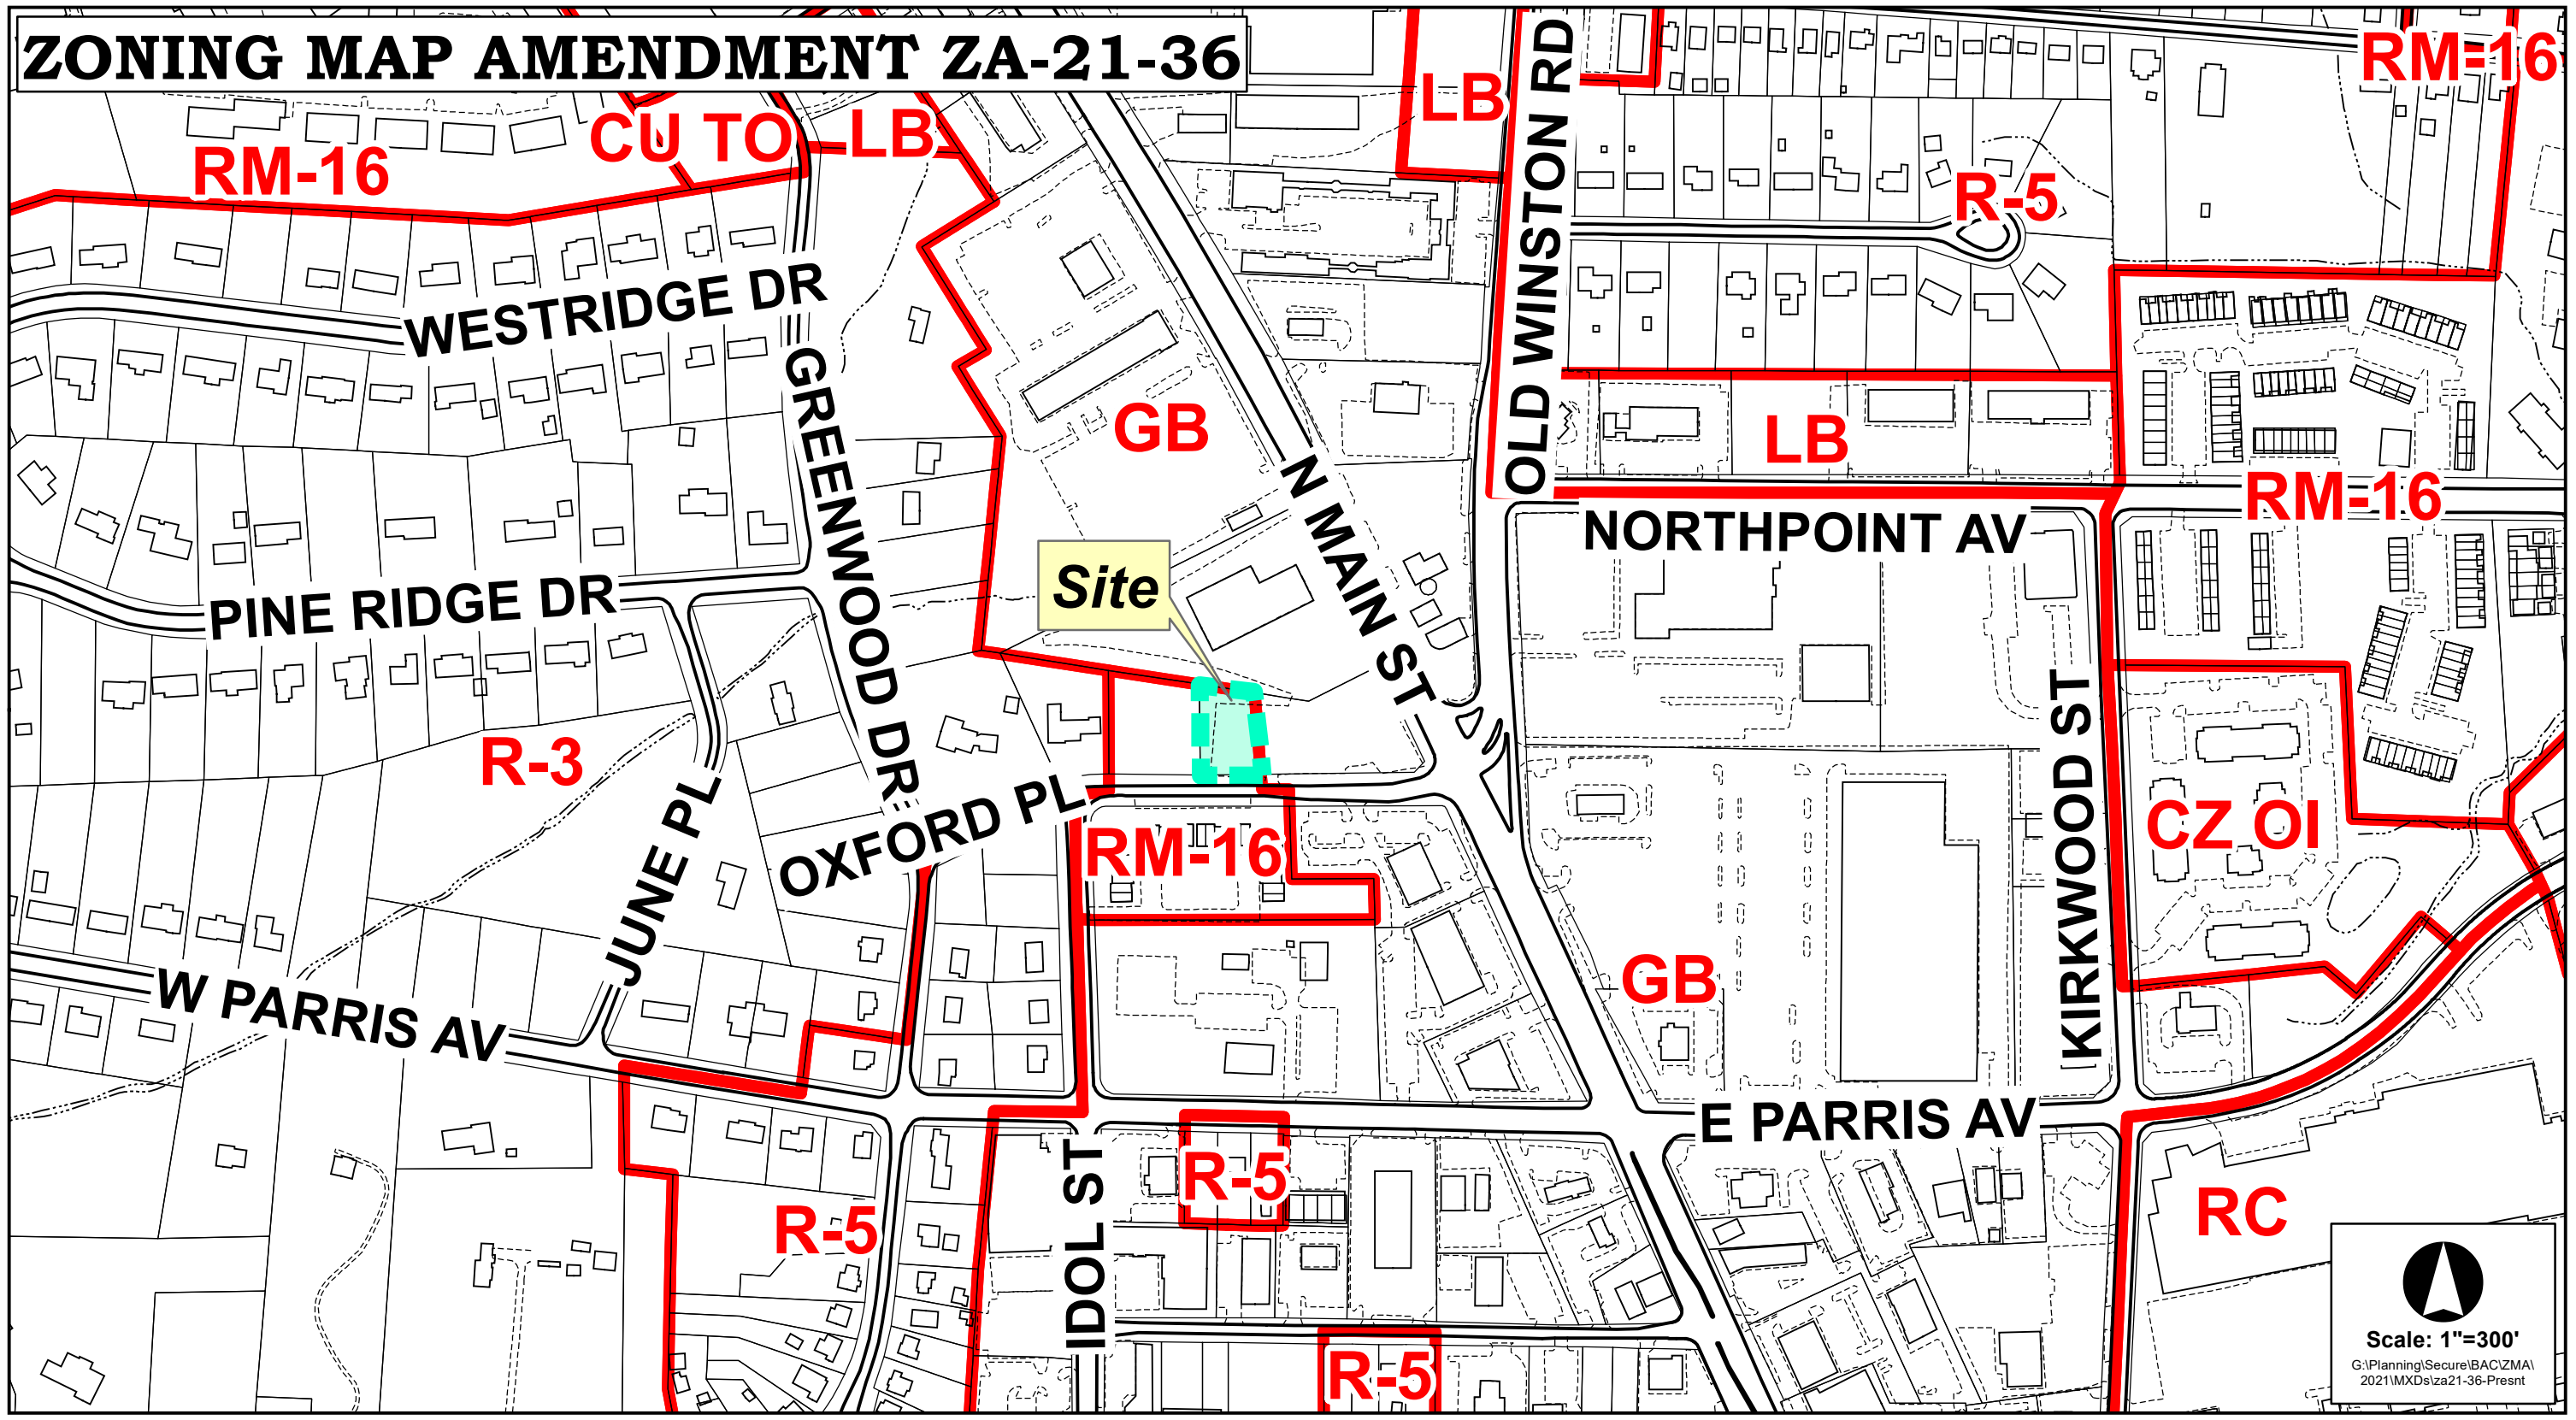 ZONING MAP AMENDMENT ZA-21-36
RM-16
CU TO
LB
LB
OLD WINSTON RD
RM-16
R-5
WESTRIDGE DR
GREENWOOD DR
GB
N MAIN ST
LB
RM-16
NORTHPOINT AV
Site
PINE RIDGE DR
R-3
JUNE PL
OXFORD PL
RM-16
KIRKWOOD ST
CZ OI
GB
W PARRIS AV
E PARRIS AV
R-5
IDOL ST
R-5
RC
R-5
Scale: 1"=300'
G:\Planning\Secure\BAC\ZMA\
2021\MXDs\za21-36-Presnt